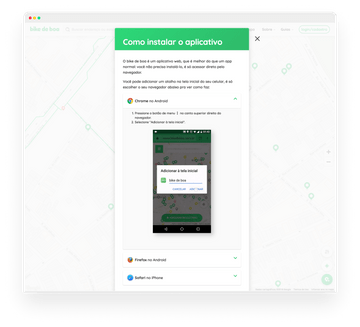 bike de boa
Como instalar o aplicativo
O bike de boa é um aplicativo web, que é melhor do que um app
normal: você não precisa instalá-lo, é só acessar direto pelo
navegador.
Você pode adicionar um atalho na tela inicial do seu celular, é só
escolher o seu navegador abaixo pra ver como faz:
Chrome no Android
1. Pressione o botão de menu no canto superior direito do
navegador
2. Selecionar "Adicionar à tela inicial".
Adicionar à tela inicial
bike de boa
Firefox no Android
Safari no iPhone